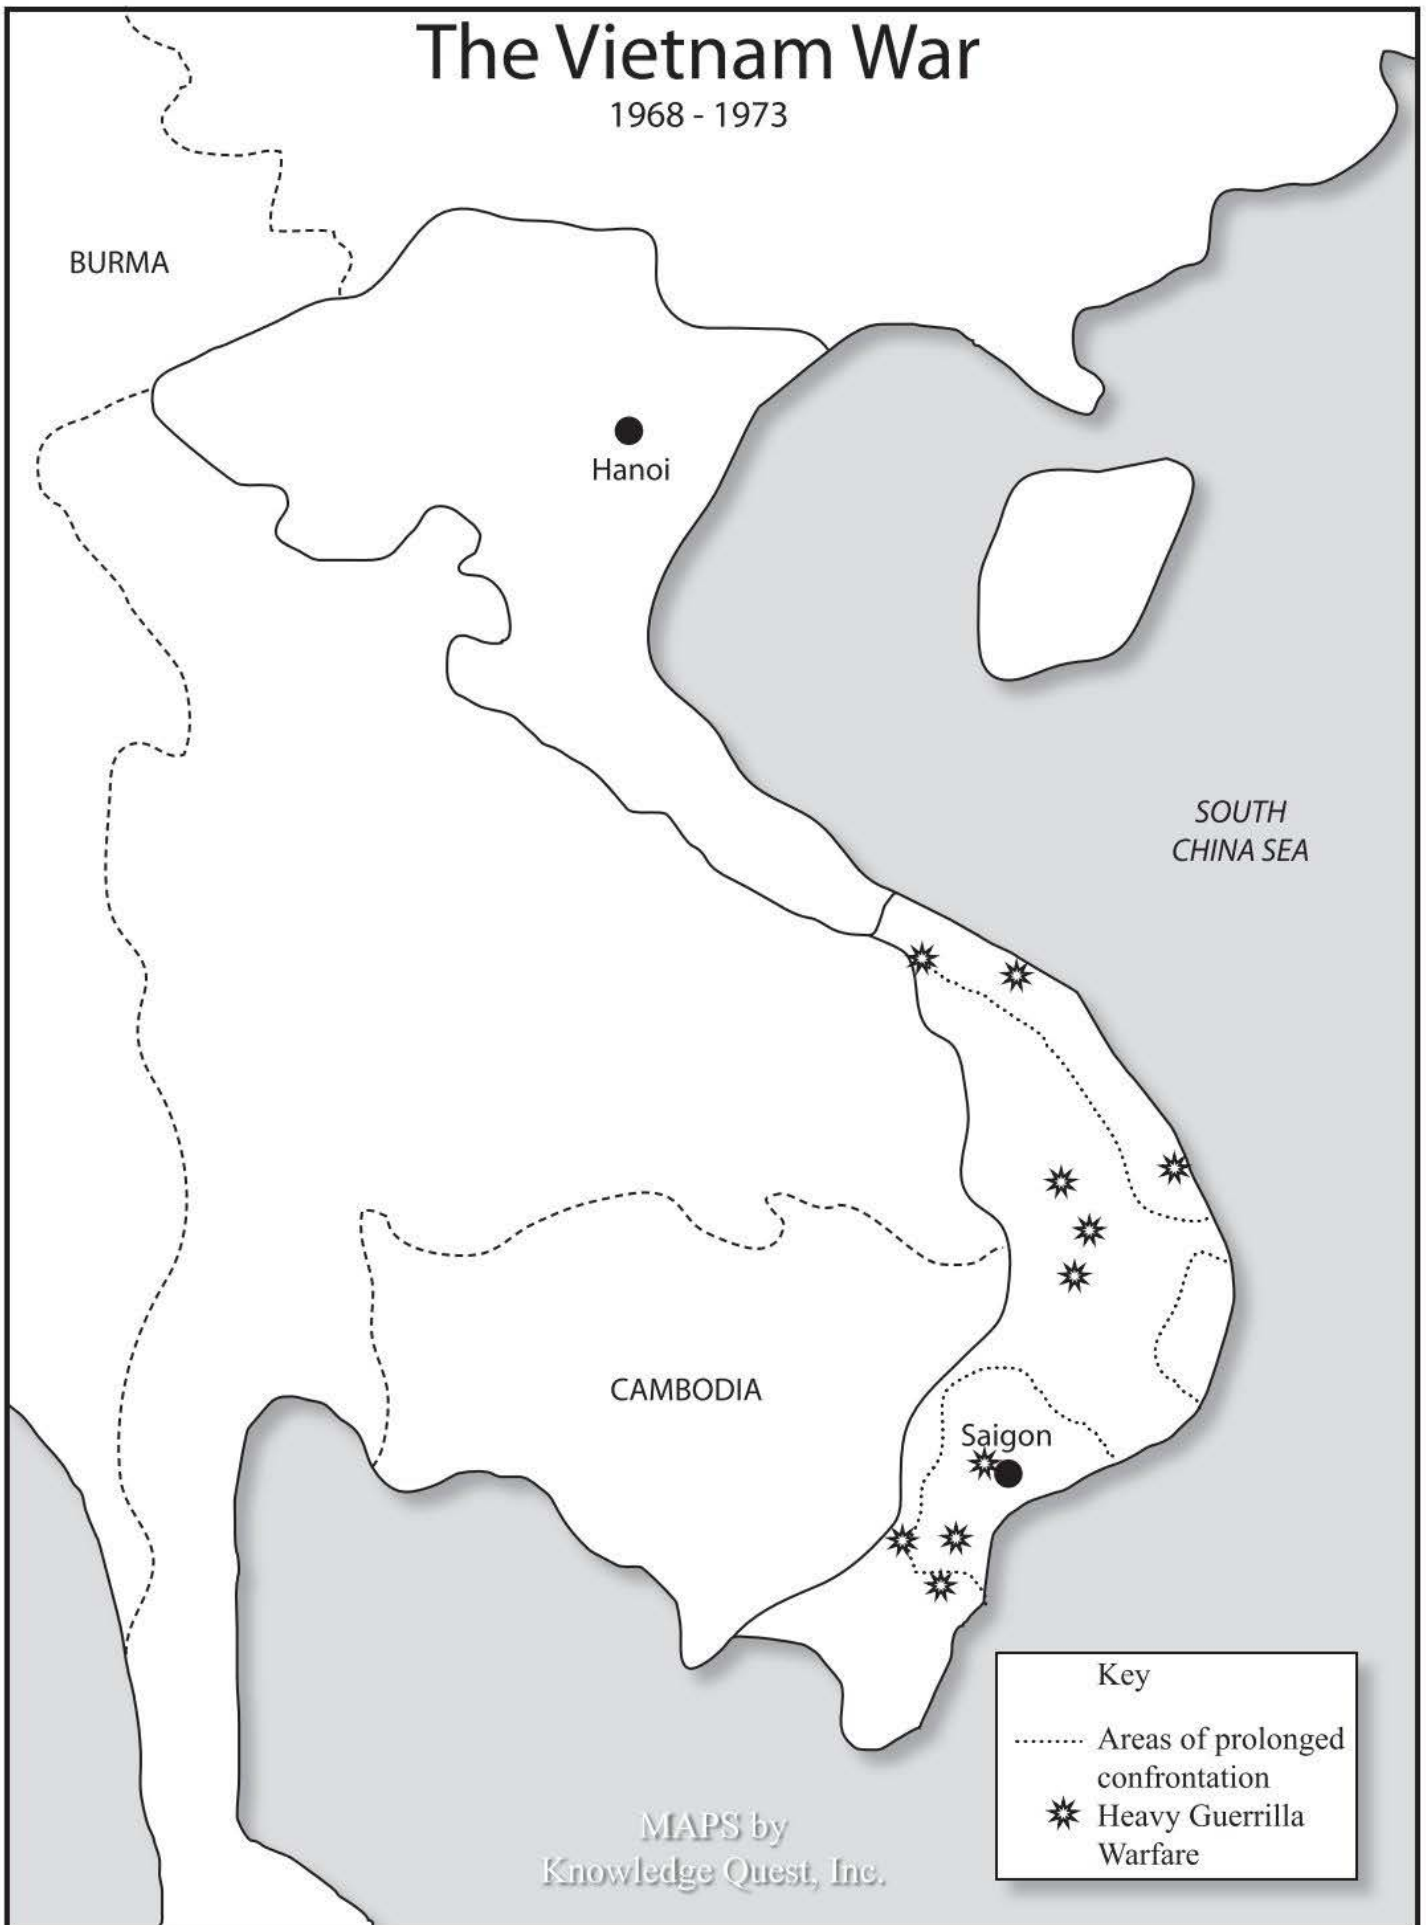 The Vietnam War
1968 - 1973
BURMA
Hanoi
SOUTH
CHINA SEA
CAMBODIA
Saigon
Key
Areas of prolonged
confrontation
Heavy Guerrilla
Warfare
MAPS by
Knowledge Quest, Inc.